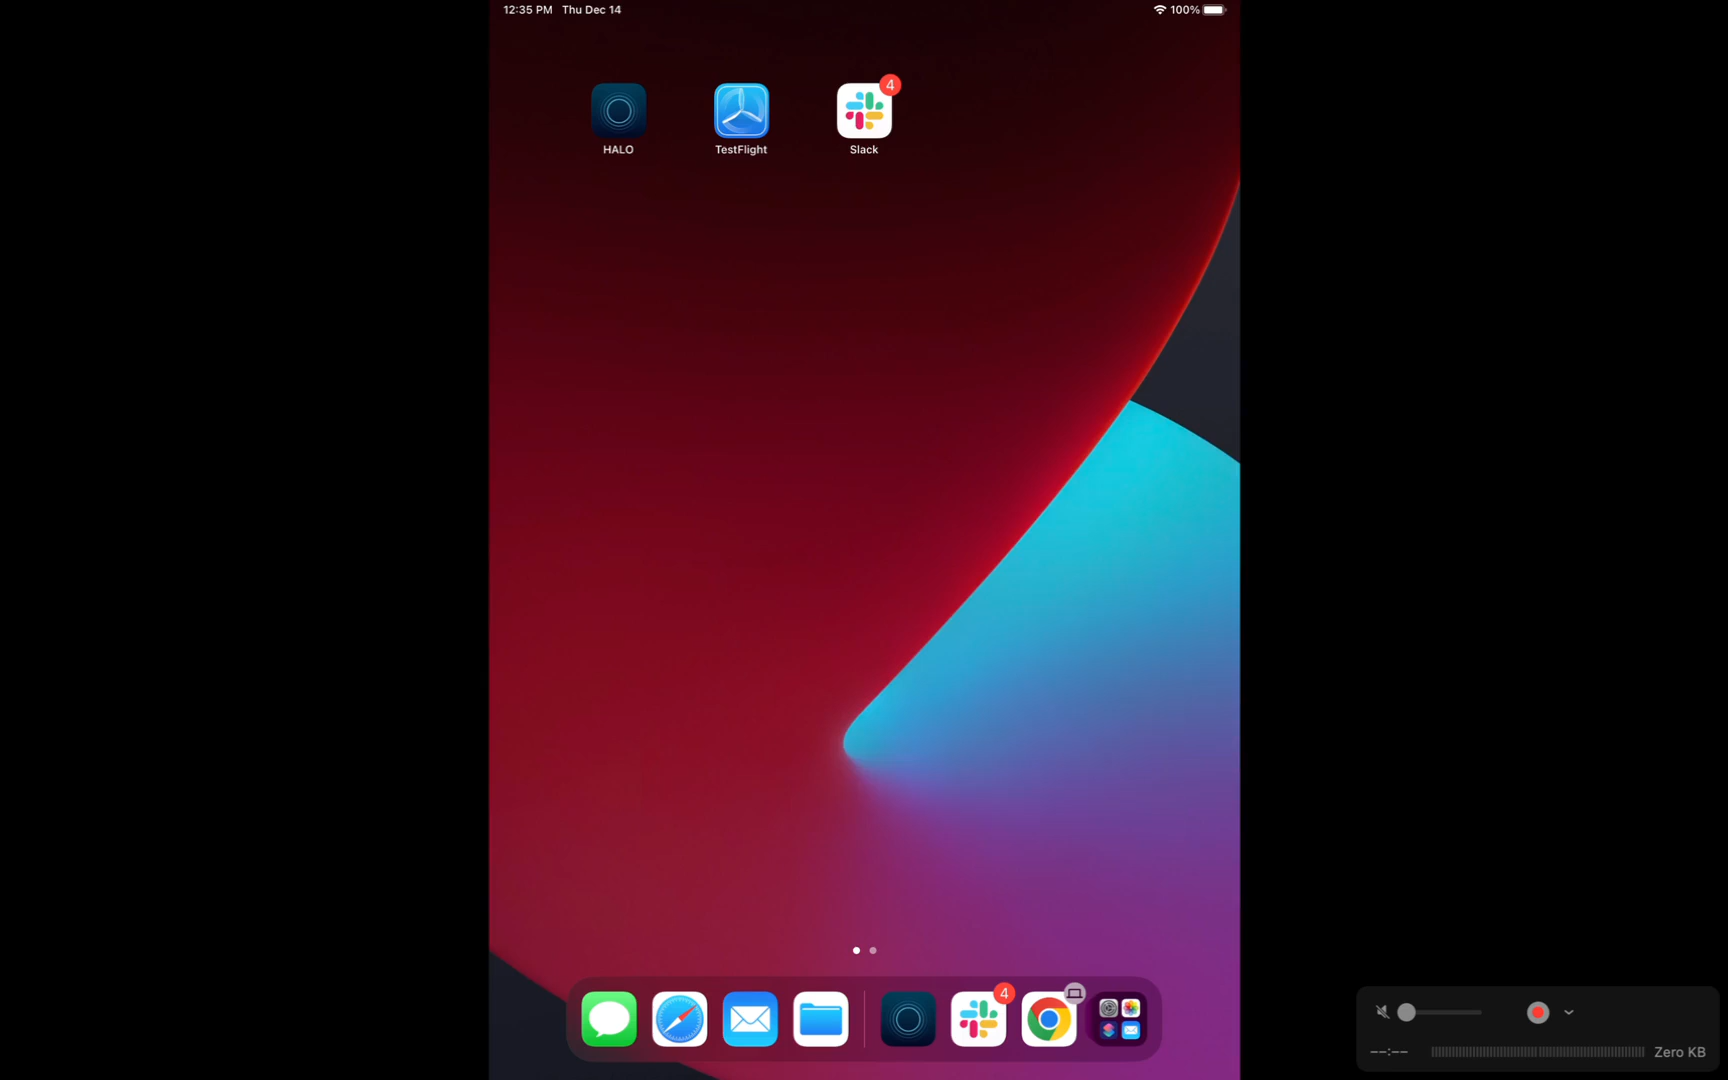 12:35 PM Thu Dec 14 100%
4
HALO TestFlight Slack
4
--:-- Zero KB